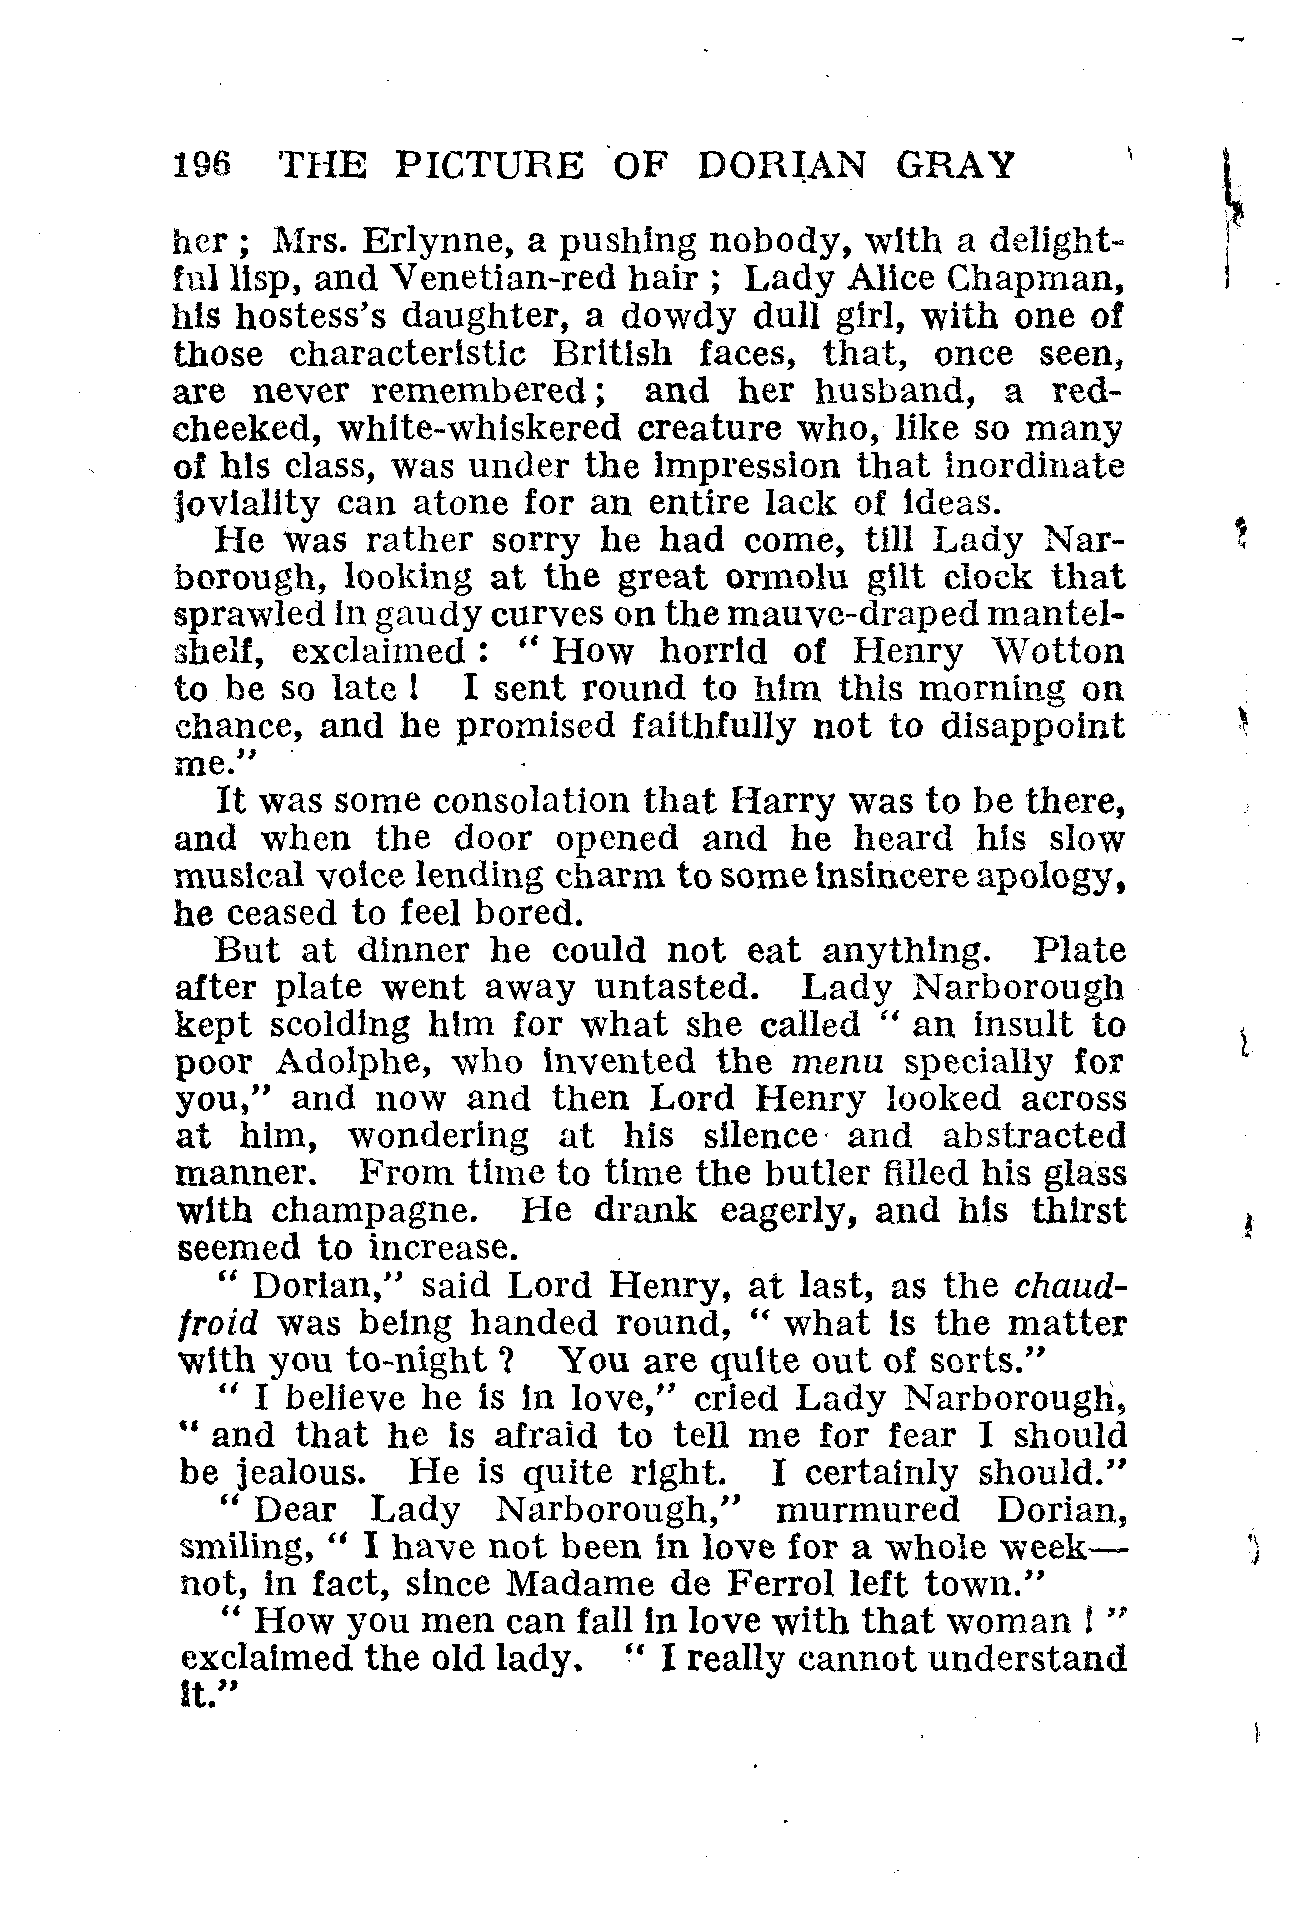 196 THE PICTURE OF DORIAN GRAY
her ; Mrs. Erlynne, a pushing nobody, with a delight-
ful lisp, and Venetian-red hair ; Lady Alice Chapman,
his hostess's daughter, a dowdy dull girl, with one of
those characteristic British faces, that, once seen,
are never remembered ; and her husband, a red-
cheeked, white-whiskered creature who, like so many
of his class, was under the impression that inordinate
joviality can atone for an entire lack of ideas.
He was rather sorry he had come, till Lady Nar-
borough, looking at the great ormolu gilt clock that
sprawled in gaudy curves on the mauve-draped mantel-
shelf, exclaimed : “ How horrid of Henry Wotton
to be so late ! I sent round to him this morning on
chance, and he promised faithfully not to disappoint
me.”
It was some consolation that Harry was to be there,
and when the door opened and he heard his slow
musical voice lending charm to some insincere apology,
he ceased to feel bored.
But at dinner he could not eat anything. Plate
after plate went away untasted. Lady Narborough
kept scolding him for what she called “ an insult to
poor Adolphe, who invented the menu specially for
you,” and now and then Lord Henry looked across
at him, wondering at his silence and abstracted
manner. From time to time the butler filled his glass
with champagne. He drank eagerly, and his thirst
seemed to increase.
“ Dorian,” said Lord Henry, at last, as the chaud-
froid was being handed round, “ what is the matter
with you to-night ? You are quite out of sorts.”
“ I believe he is in love,” cried Lady Narborough,
“ and that he is afraid to tell me for fear I should
be jealous. He is quite right. I certainly should.”
“ Dear Lady Narborough,” murmured Dorian,
smiling, “ I have not been in love for a whole week—
not, in fact, since Madame de Ferrol left town.”
“ How you men can fall in love with that woman ! ”
exclaimed the old lady. “ I really cannot understand
it.”